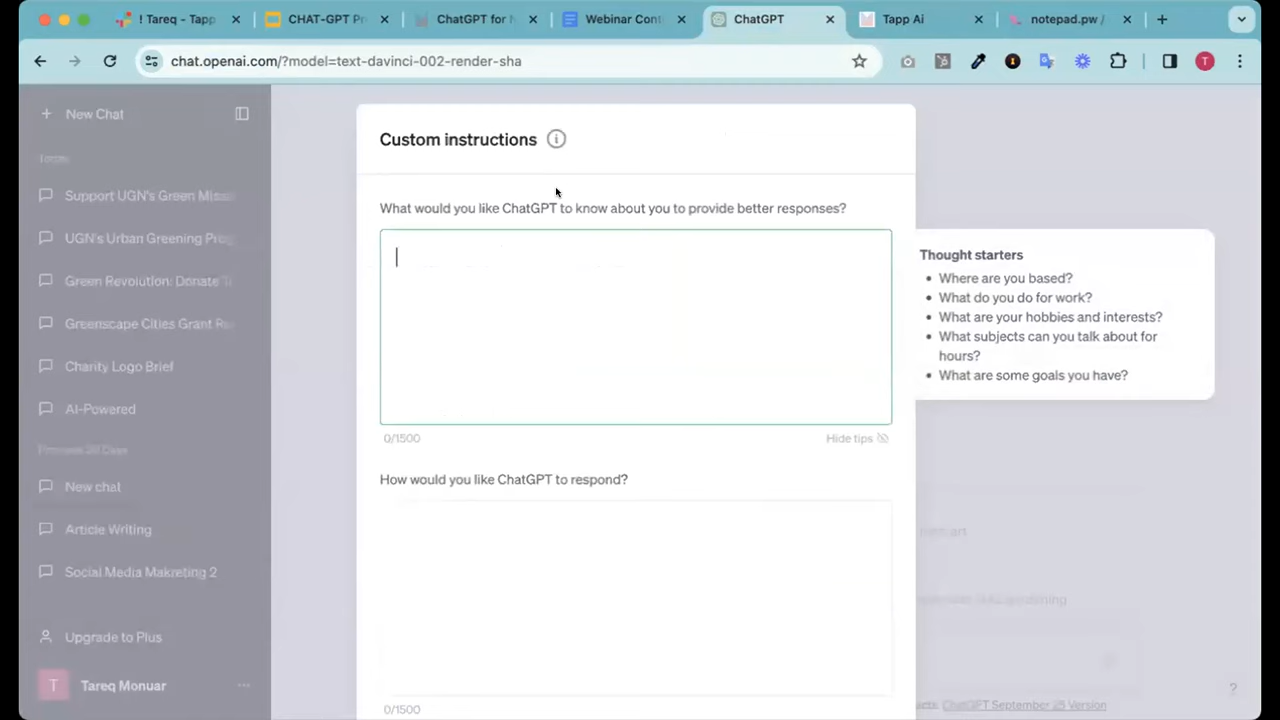 ! Tareq - Tapp
CHAT-GPT Pr
ChatGPT for N
Webinar Cont
ChatGPT
Tapp Ai
notepad.pw /
chat.openai.com/?model=text-davinci-002-render-sha
T
New Chat
Today
Support UGN's Green Miss
UGN's Urban Greening Pro
Green Revolution: Donate T
Greenscape Cities Grant Re
Charity Logo Brief
AI-Powered
Previous 30 Days
New chat
Article Writing
Social Media Makreting 2
Upgrade to Plus
T
Tareq Monuar
Custom instructions
What would you like ChatGPT to know about you to provide better responses?
0/1500
Hide tips
How would you like ChatGPT to respond?
0/1500
Thought starters
• Where are you based?
• What do you do for work?
• What are your hobbies and interests?
• What subjects can you talk about for
hours?
• What are some goals you have?
ChatGPT September 25 Version
?